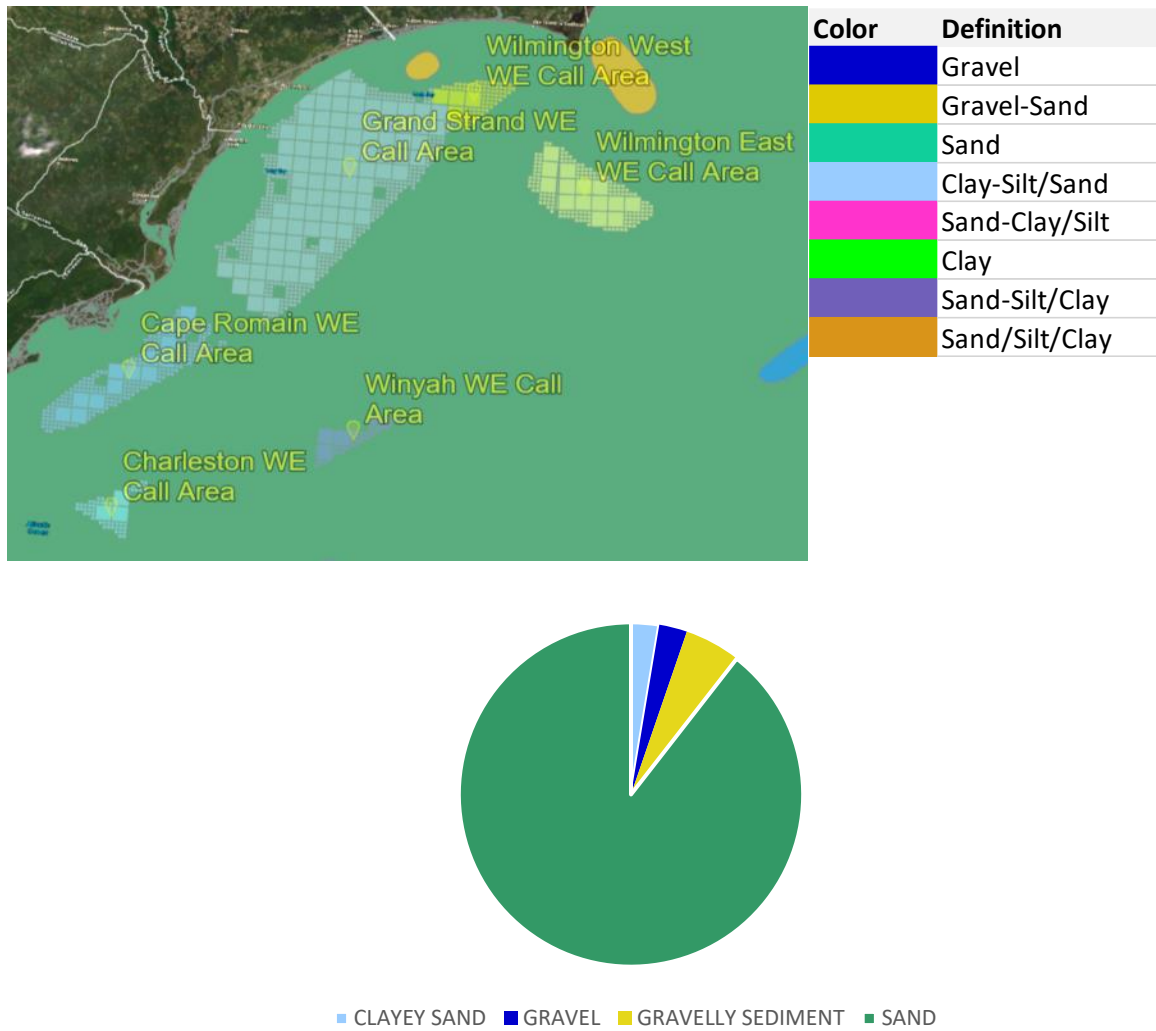 Wilmington West
WE Call Area
Grand Strand WE
Call Area
Wilmington East
WE Call Area
Cape Romain WE
Call Area
Winyah WE Call
Area
Charleston WE
Call Area
Color Definition
Gravel
Gravel-Sand
Sand
Clay-Silt/Sand
Sand-Clay/Silt
Clay
Sand-Silt/Clay
Sand/Silt/Clay
CLAYEY SAND GRAVEL GRAVELLY SEDIMENT SAND